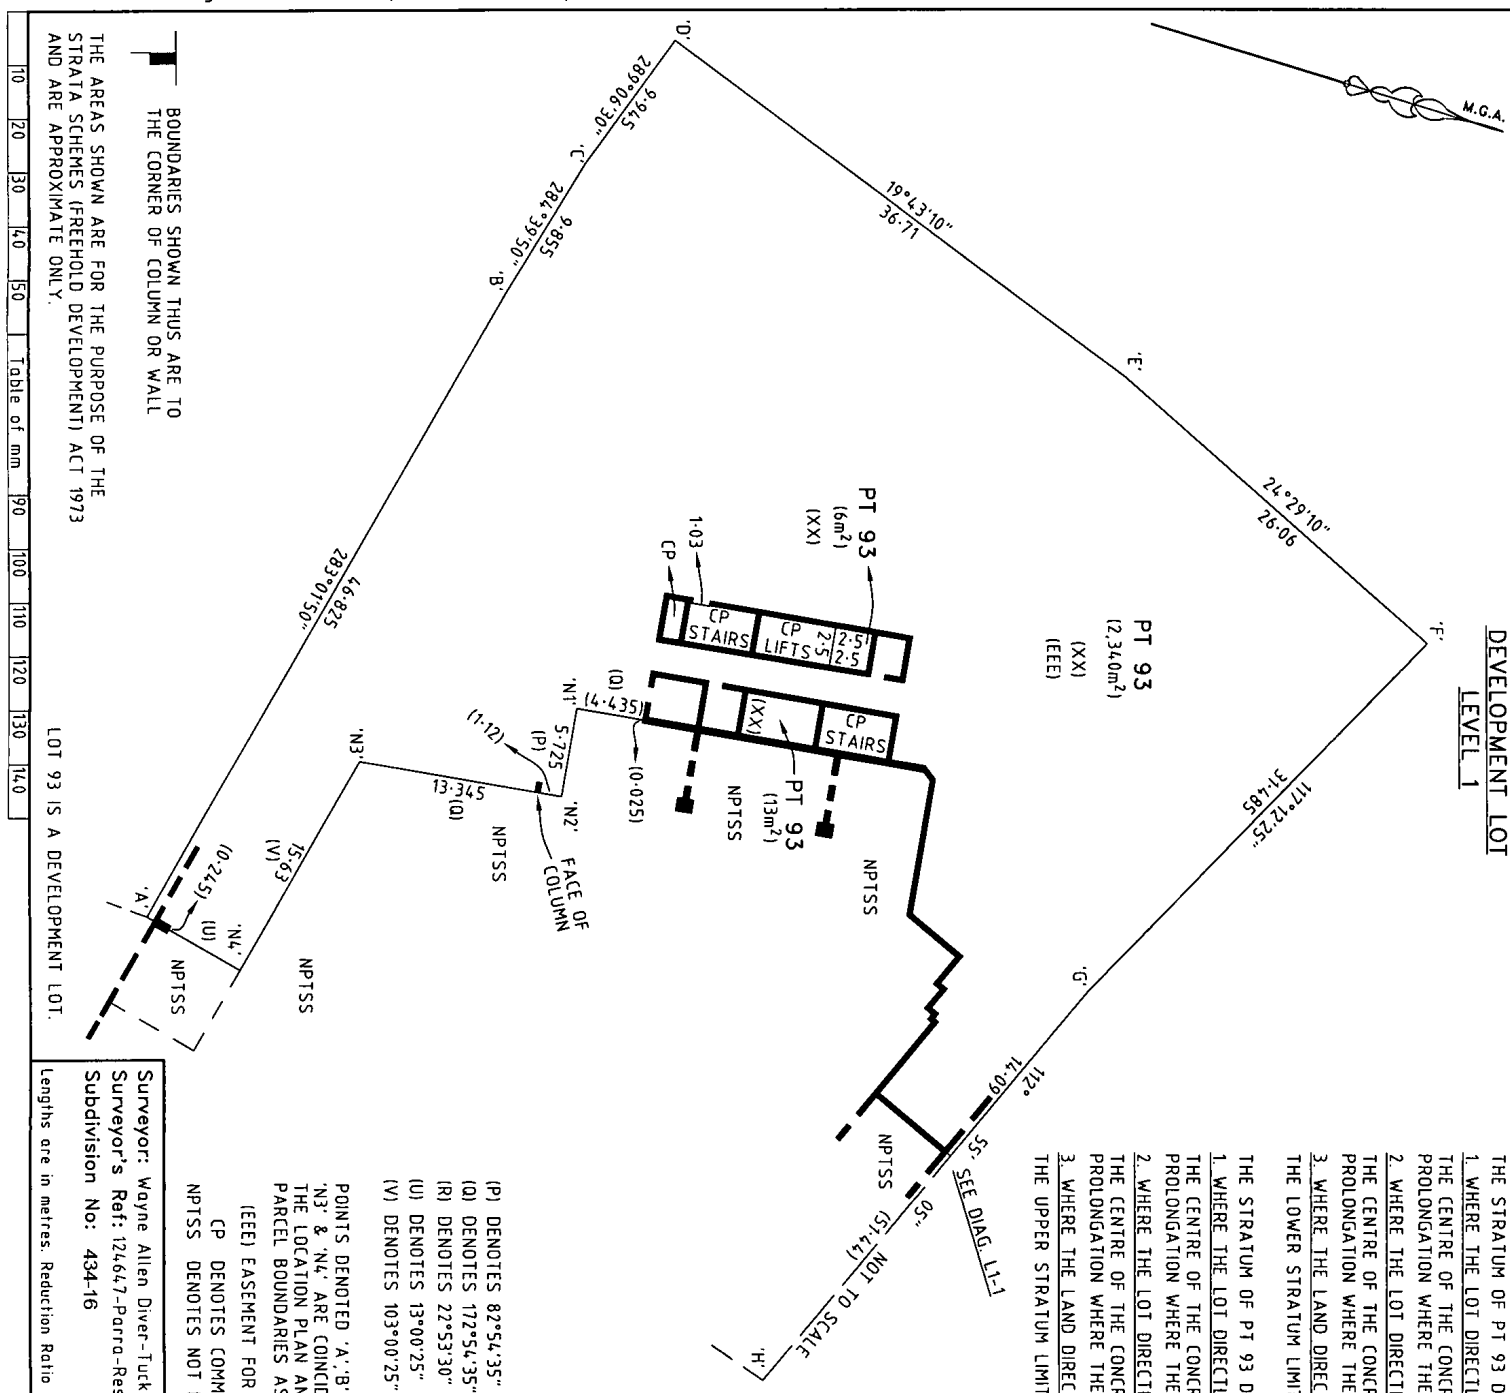 M.G.A.
DEVELOPMENT LOT
LEVEL 1
'D'
289°06'30"
9·945
'C'
284°39'50"
9·855
'B'
19°43'10"
36·71
'E'
24°29'10"
26·06
'F'
117°12'25"
31·485
'G'
112°
14·09
55'
05'
(51·44)
NOT TO SCALE
'H'
SEE DIAG. L1-1
283°01'50"
46·825
'A'
PT 93
(2,340m²)
(XX)
(EEE)
PT 93
(6m²)
(XX)
1·03
CP
CP
STAIRS
CP
LIFTS
2·5
2·5
2·5
(XX)
CP
STAIRS
PT 93
(13m²)
NPTSS
NPTSS
(Q)
(4·435)
'N1'
(0·025)
5·725
(P)
'N2'
(1·12)
13·345
(Q)
'N3'
FACE OF
COLUMN
NPTSS
15·63
(V)
(0·245)
(U)
'N4'
NPTSS
NPTSS
NPTSS
BOUNDARIES SHOWN THUS ARE TO
THE CORNER OF COLUMN OR WALL
THE AREAS SHOWN ARE FOR THE PURPOSE OF THE
STRATA SCHEMES (FREEHOLD DEVELOPMENT) ACT 1973
AND ARE APPROXIMATE ONLY.
LOT 93 IS A DEVELOPMENT LOT.
THE STRATUM OF PT 93 D
1. WHERE THE LOT DIRECTL
THE CENTRE OF THE CONCR
PROLONGATION WHERE THE
2. WHERE THE LOT DIRECTL
THE CENTRE OF THE CONCR
PROLONGATION WHERE THE
3. WHERE THE LAND DIREC
THE LOWER STRATUM LIMIT
THE STRATUM OF PT 93 D
1. WHERE THE LOT DIRECTL
THE CENTRE OF THE CONCR
PROLONGATION WHERE THE
2. WHERE THE LOT DIRECTL
THE CENTRE OF THE CONCR
PROLONGATION WHERE THE
3. WHERE THE LAND DIREC
THE UPPER STRATUM LIMIT
(P) DENOTES 82°54'35"
(Q) DENOTES 172°54'35"
(R) DENOTES 22°53'30"
(U) DENOTES 13°00'25"
(V) DENOTES 103°00'25"
POINTS DENOTED 'A','B'
'N3' & 'N4' ARE COINCID
THE LOCATION PLAN AN
PARCEL BOUNDARIES AS
(EEE) EASEMENT FOR
CP DENOTES COMM
NPTSS DENOTES NOT
Surveyor: Wayne Allen Diver-Tuck
Surveyor's Ref: 124647-Parra-Res
Subdivision No: 434-16
Lengths are in metres. Reduction Ratio
10 20 30 40 50 Table of mm 90 100 110 120 130 140